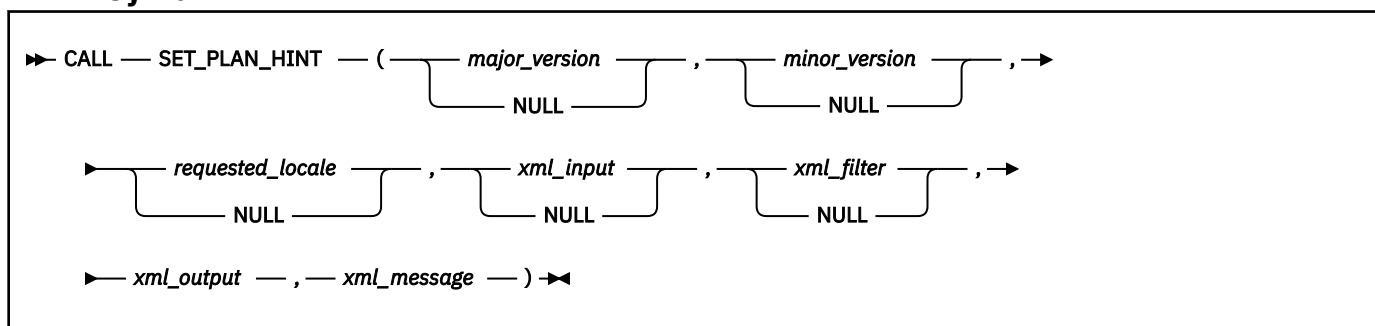 CALL SET_PLAN_HINT ( major_version , minor_version ,
NULL NULL
requested_locale , xml_input , xml_filter ,
NULL NULL NULL
xml_output , xml_message )